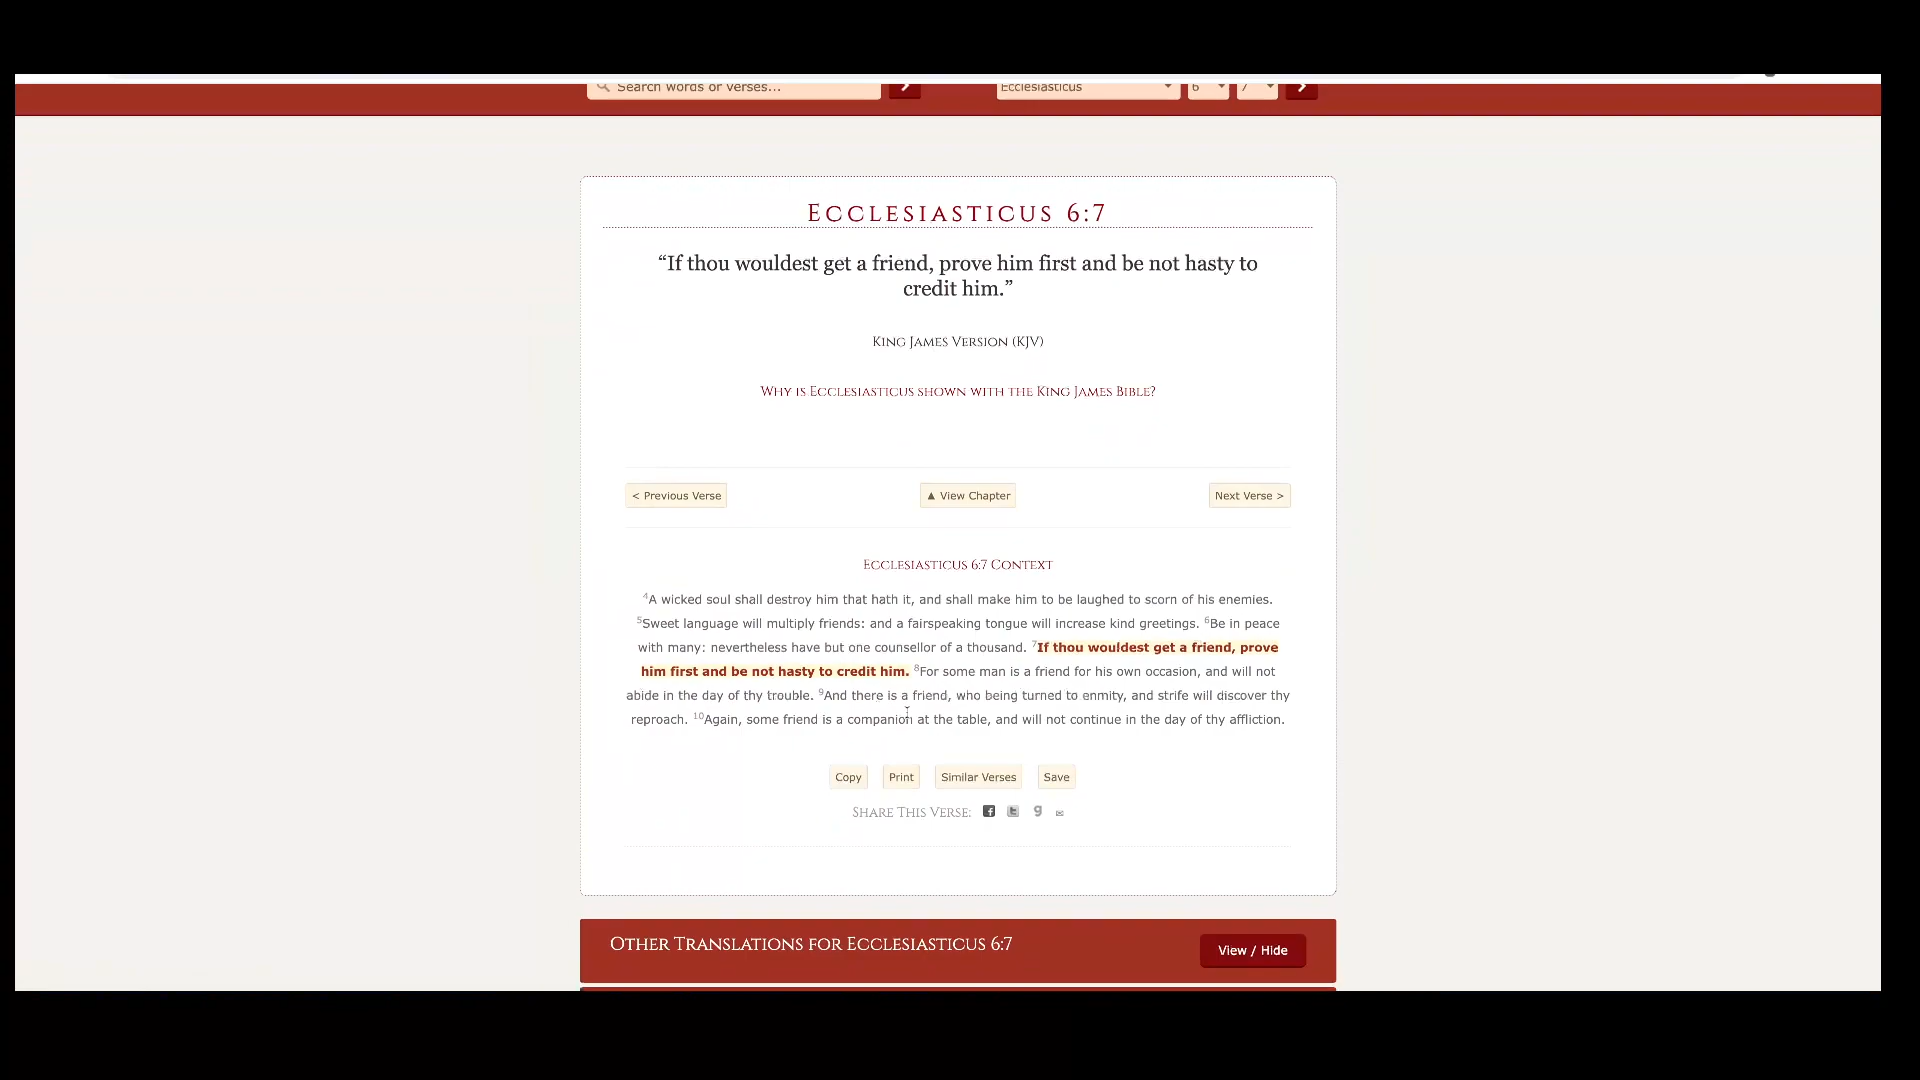 Search words or verses...
Ecclesiasticus 6 7
Ecclesiasticus 6:7
“If thou wouldest get a friend, prove him first and be not hasty to
credit him.”
King James Version (KJV)
Why is Ecclesiasticus shown with the King James Bible?
< Previous Verse ▲ View Chapter Next Verse >
Ecclesiasticus 6:7 Context
4A wicked soul shall destroy him that hath it, and shall make him to be laughed to scorn of his enemies.
5Sweet language will multiply friends: and a fairspeaking tongue will increase kind greetings. 6Be in peace
with many: nevertheless have but one counsellor of a thousand. 7If thou wouldest get a friend, prove
him first and be not hasty to credit him. 8For some man is a friend for his own occasion, and will not
abide in the day of thy trouble. 9And there is a friend, who being turned to enmity, and strife will discover thy
reproach. 10Again, some friend is a companion at the table, and will not continue in the day of thy affliction.
Copy Print Similar Verses Save
Share This Verse:
Other Translations for Ecclesiasticus 6:7
View / Hide